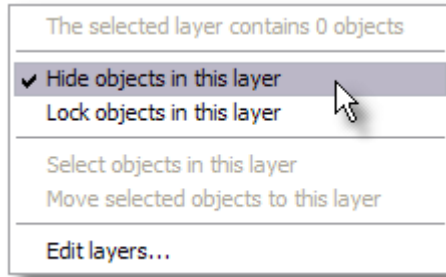 The selected layer contains 0 objects
Hide objects in this layer
Lock objects in this layer
Select objects in this layer
Move selected objects to this layer
Edit layers...